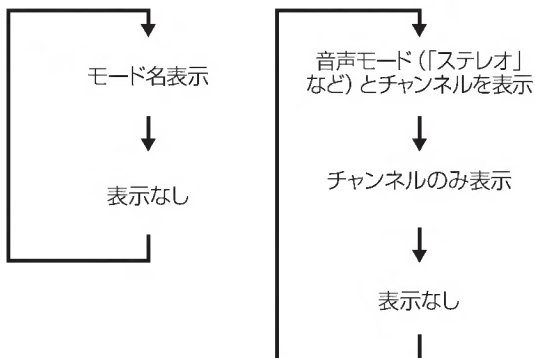 モード名表示
表示なし
音声モード(「ステレオ」
など)とチャンネルを表示
チャンネルのみ表示
表示なし